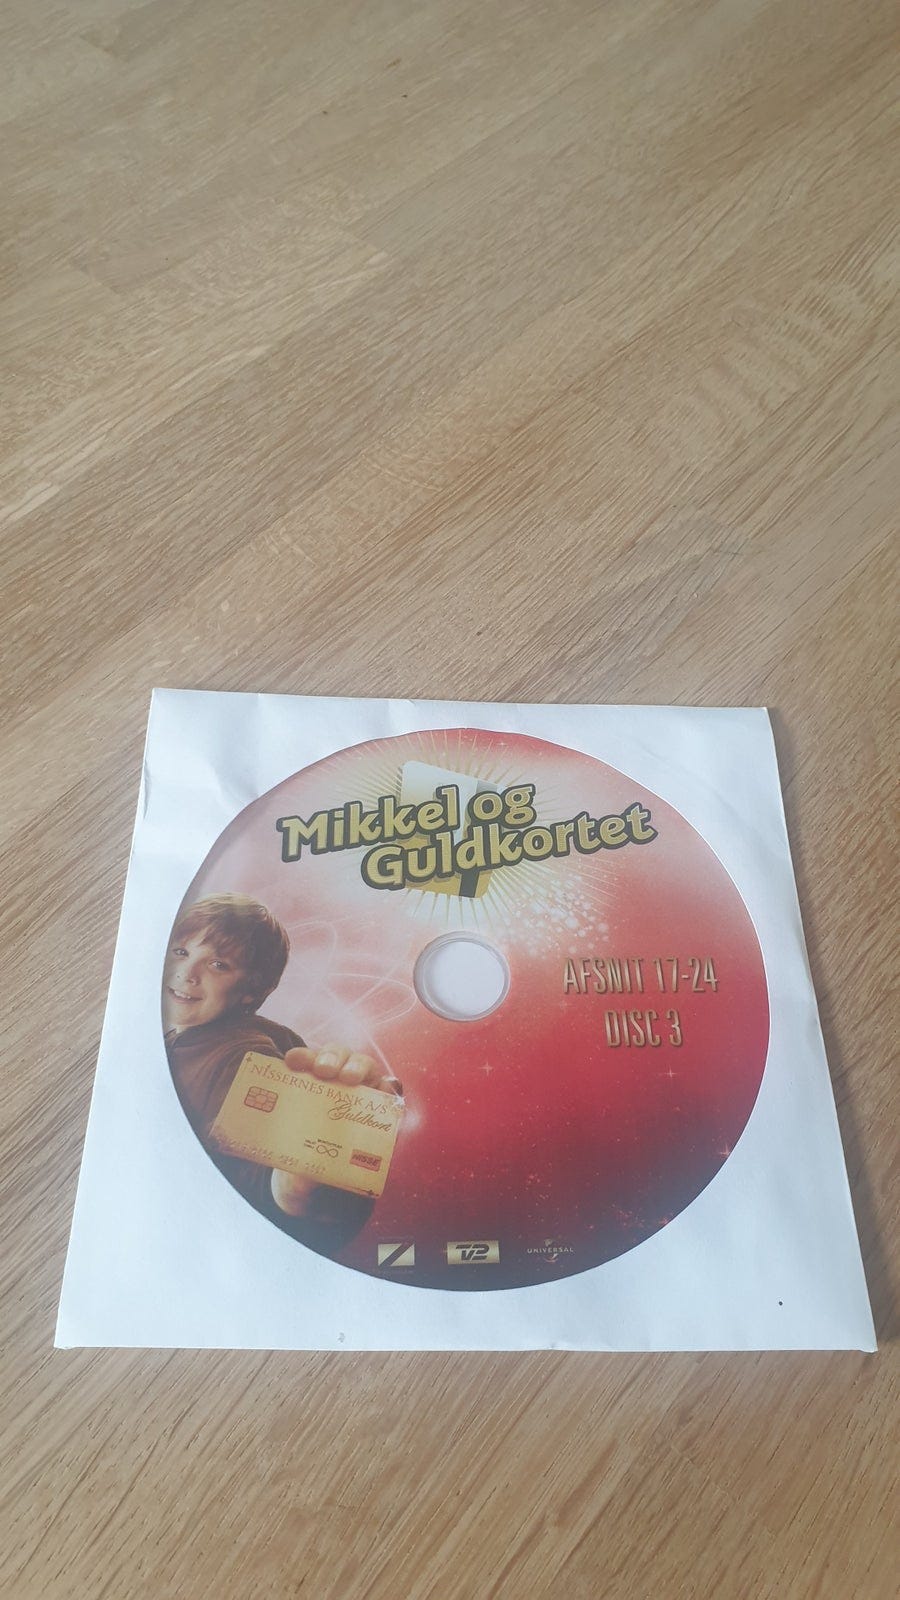 Mikkel og
Guldkortet
AFSNIT 17-24
DISC 3
NISSERNES BANK A/S
Guldkort
NISSE
TV2
UNIVERSAL